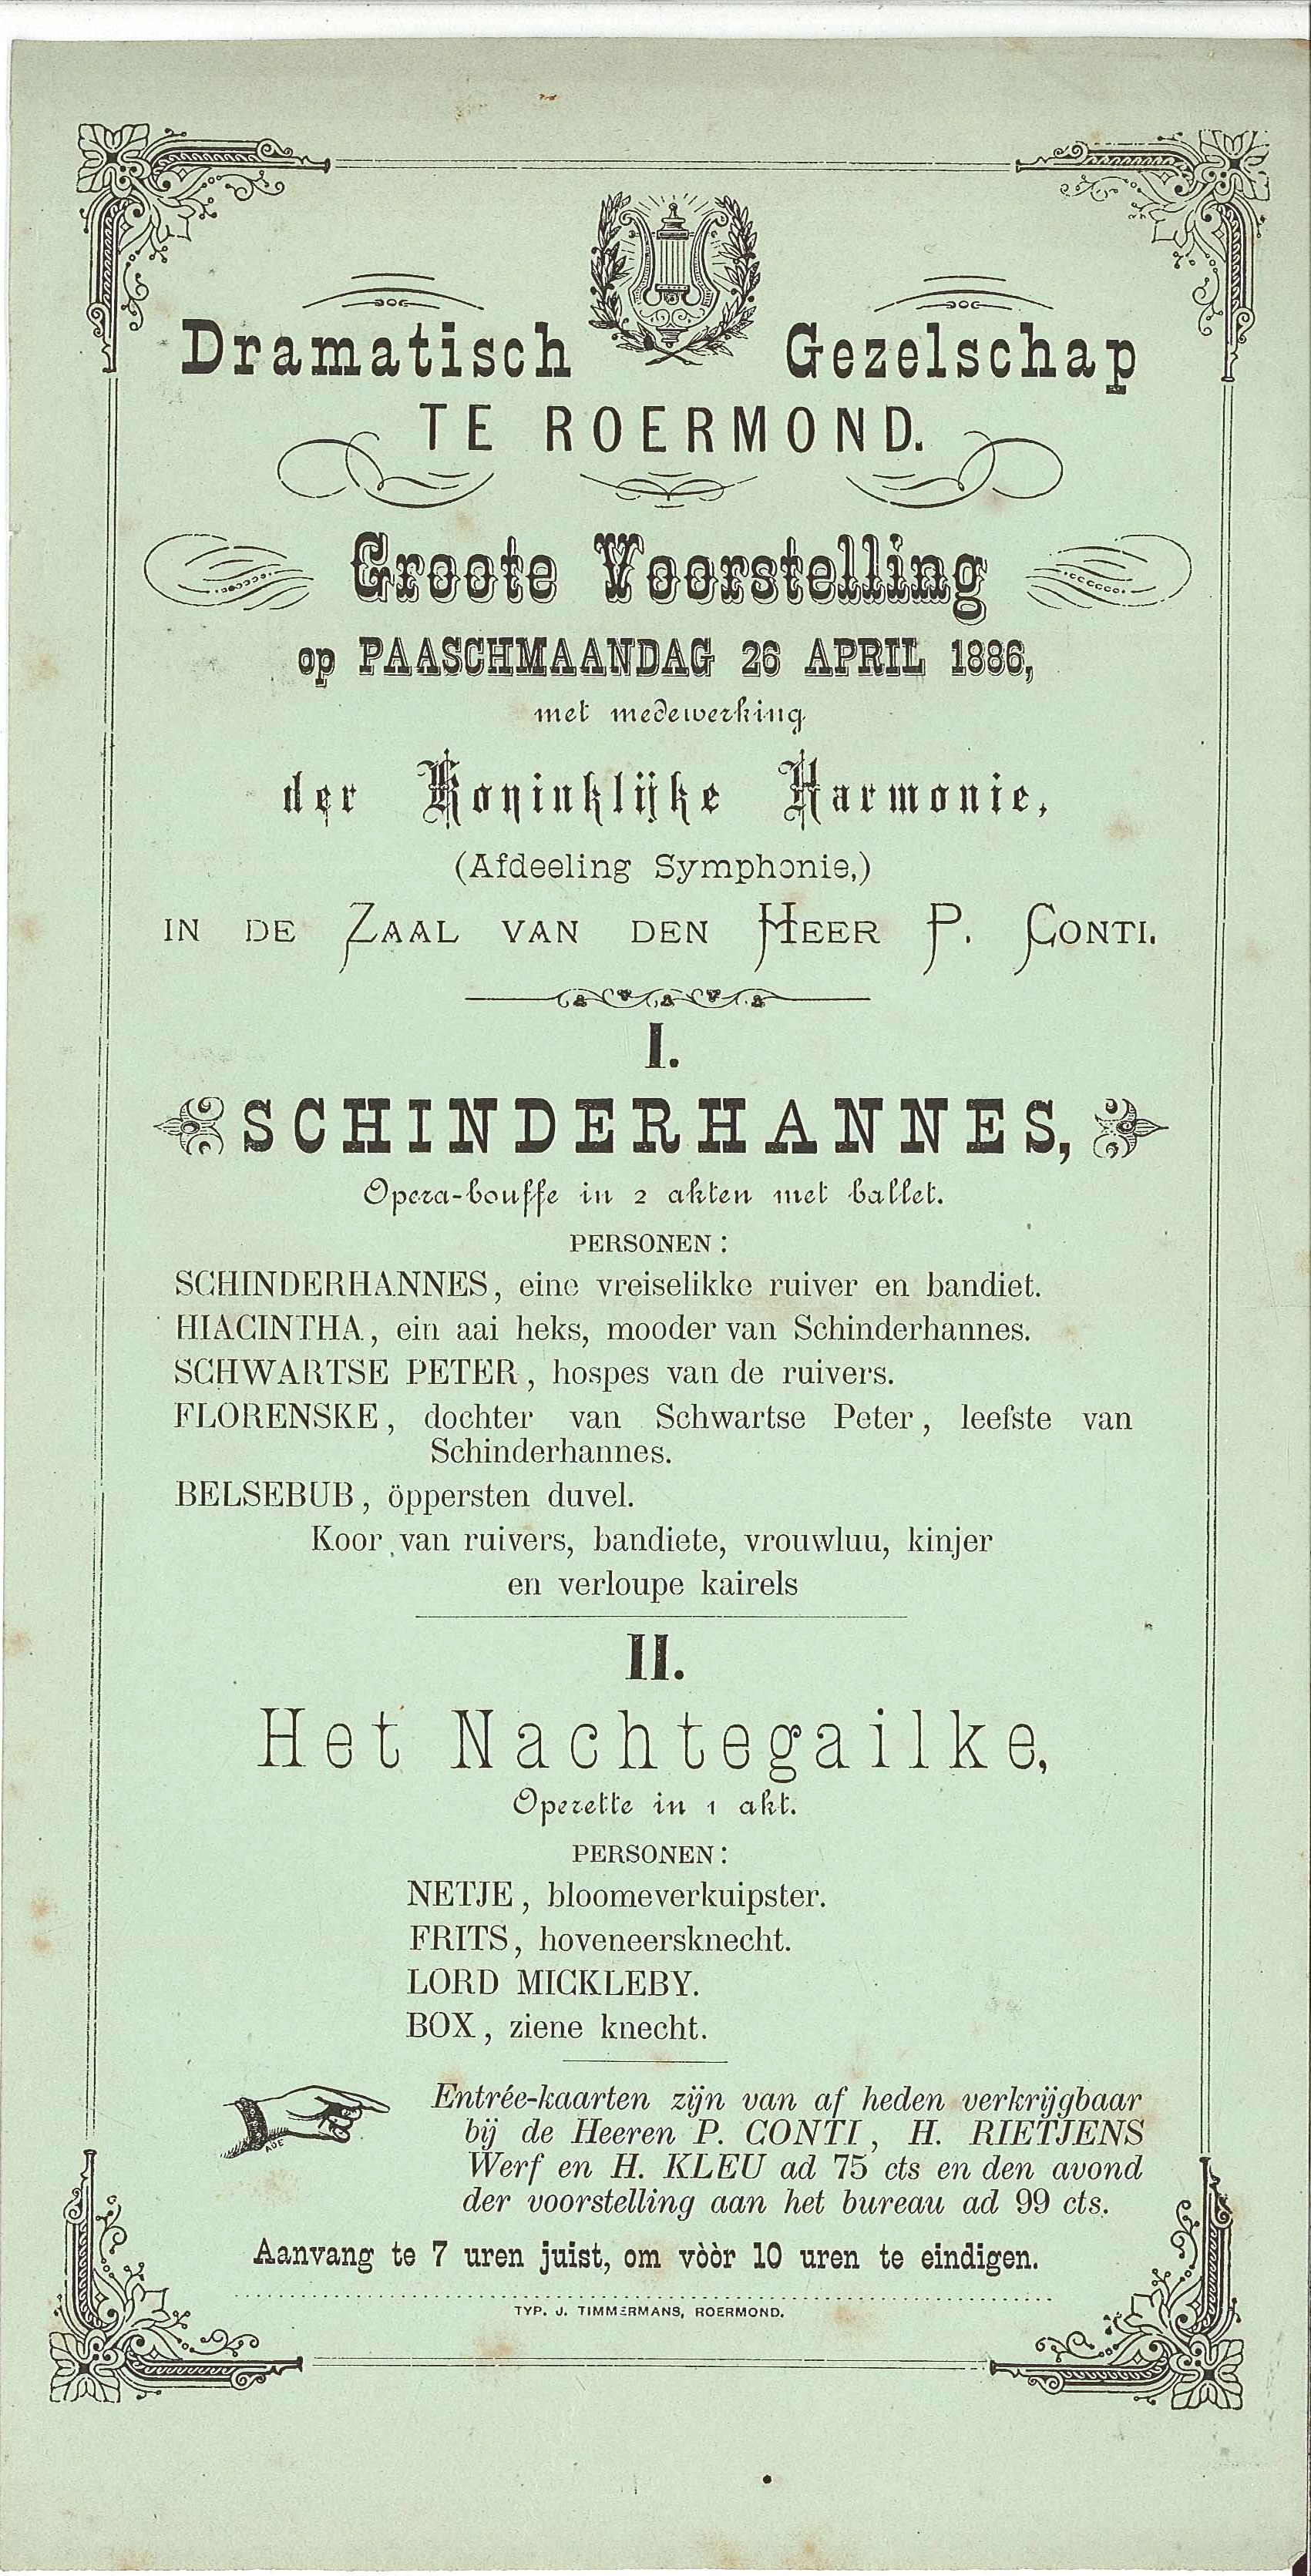 Dramatisch Gezelschap
TE ROERMOND.
Groote Voorstelling
op PAASCHMAANDAG 26 APRIL 1886,
met medewerking
der Koninklijke Harmonie,
(Afdeeling Symphonie,)
IN DE ZAAL VAN DEN HEER P. CONTI.
I.
SCHINDERHANNES,
Opera-bouffe in 2 akten met ballet.
PERSONEN:
SCHINDERHANNES, eine vreiselikke ruiver en bandiet.
HIACINTHA, ein aai heks, mooder van Schinderhannes.
SCHWARTSE PETER, hospes van de ruivers.
FLORENSKE, dochter van Schwartse Peter, leefste van
Schinderhannes.
BELSEBUB, öppersten duvel.
Koor van ruivers, bandiete, vrouwluu, kinjer
en verloupe kairels
II.
Het Nachtegailke,
Operette in 1 akt.
PERSONEN:
NETJE, bloomeverkuipster.
FRITS, hoveneersknecht.
LORD MICKLEBY.
BOX, ziene knecht.
ADE
Entrée-kaarten zijn van af heden verkrijgbaar
bij de Heeren P. CONTI, H. RIETJENS
Werf en H. KLEU ad 75 cts en den avond
der voorstelling aan het bureau ad 99 cts.
Aanvang te 7 uren juist, om vòòr 10 uren te eindigen.
TYP. J. TIMMERMANS, ROERMOND.